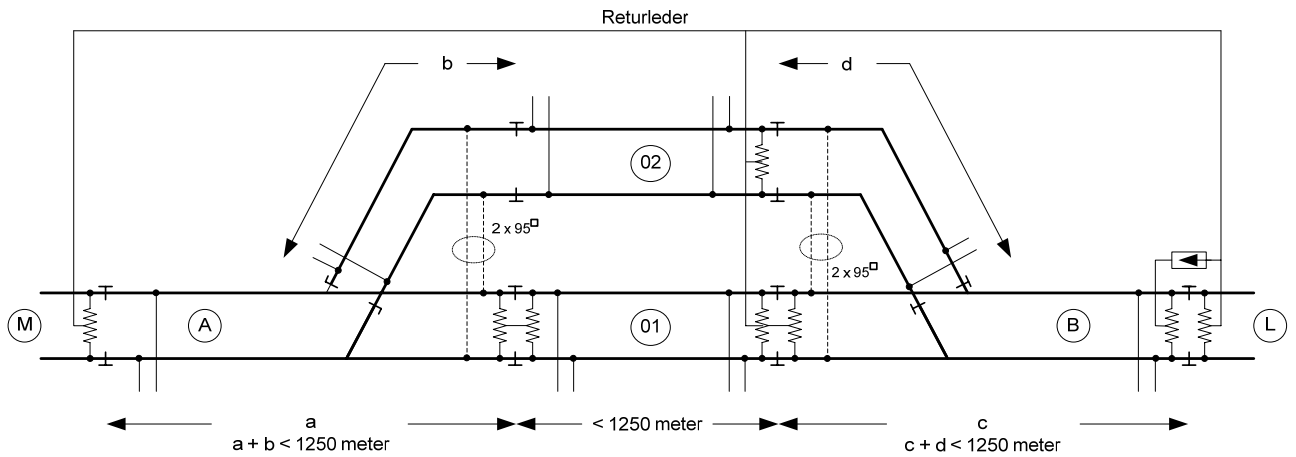 Returleder
b
d
02
2 x 95□
2 x 95□
M
A
01
B
L
a
a + b < 1250 meter
< 1250 meter
c
c + d < 1250 meter